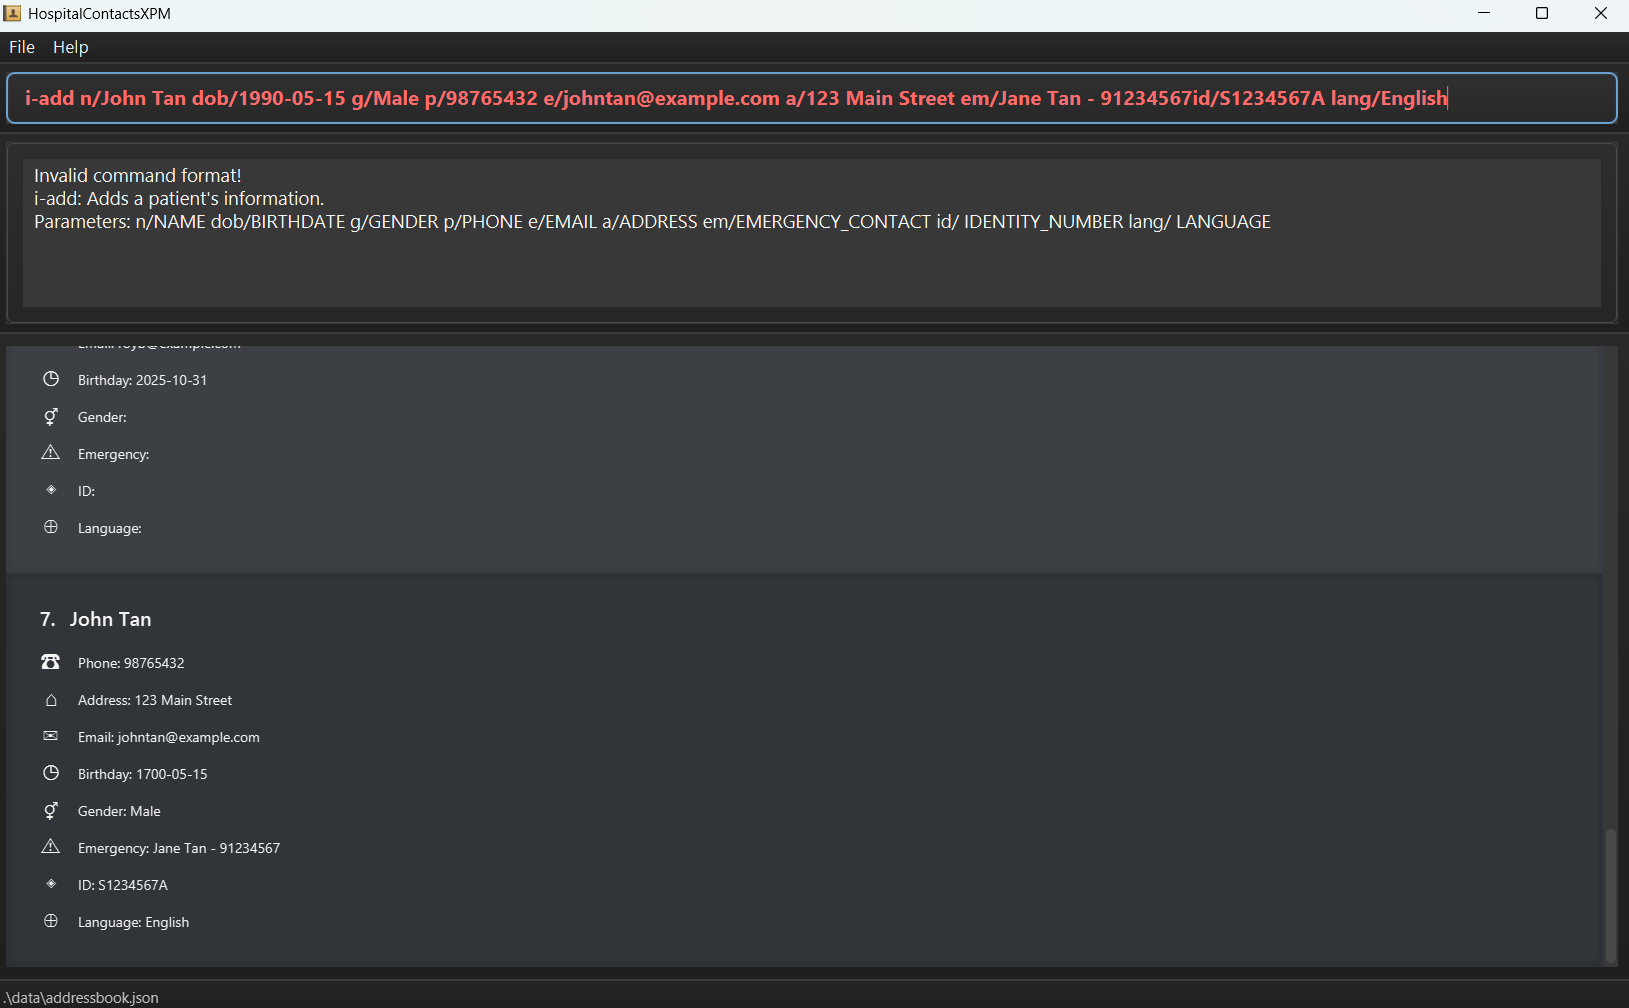 HospitalContactsXPM
File Help
i-add n/John Tan dob/1990-05-15 g/Male p/98765432 e/johntan@example.com a/123 Main Street em/Jane Tan - 91234567id/S1234567A lang/English
Invalid command format!
i-add: Adds a patient's information.
Parameters: n/NAME dob/BIRTHDATE g/GENDER p/PHONE e/EMAIL a/ADDRESS em/EMERGENCY_CONTACT id/ IDENTITY_NUMBER lang/ LANGUAGE
Email: royb@example.com
Birthday: 2025-10-31
Gender:
Emergency:
ID:
Language:
7. John Tan
Phone: 98765432
Address: 123 Main Street
Email: johntan@example.com
Birthday: 1700-05-15
Gender: Male
Emergency: Jane Tan - 91234567
ID: S1234567A
Language: English
.\data\addressbook.json